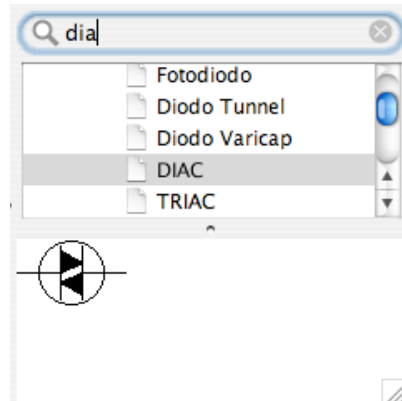 dia
Fotodiodo
Diodo Tunnel
Diodo Varicap
DIAC
TRIAC